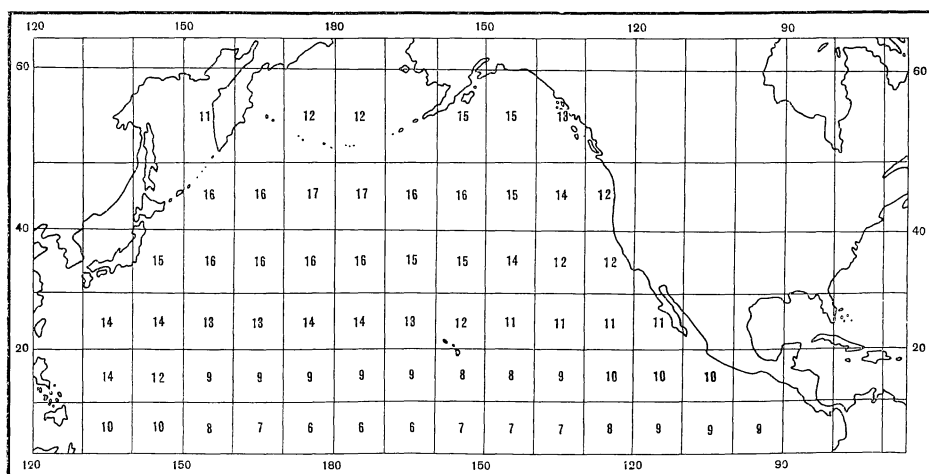 120 150 180 150 120 90
60 60
11 12 12 15 15 13
16 16 17 17 16 16 15 14 12
40 40
15 16 16 16 16 15 15 14 12 12
14 14 13 13 14 14 13 12 11 11 11 11
20 20
14 12 9 9 9 9 9 8 8 9 10 10 10
10 10 8 7 6 6 6 7 7 7 8 9 9 9
120 150 180 150 120 90